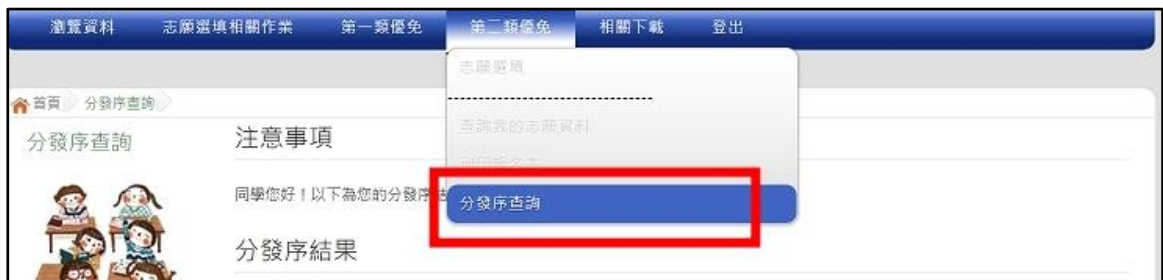 瀏覽資料 志願選填相關作業 第一類優免 第二類優免 相關下載 登出
志願選填
首頁 分發序查詢
查詢我的志願資料
分發序查詢 注意事項
同學您好！以下為您的分發序結
分發序查詢
分發序結果